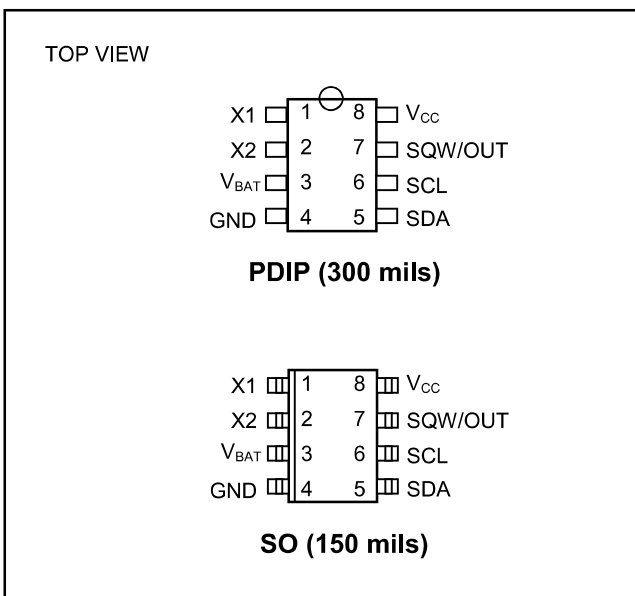 TOP VIEW
X1 1 8 VCC
X2 2 7 SQW/OUT
VBAT 3 6 SCL
GND 4 5 SDA
PDIP (300 mils)
X1 1 8 VCC
X2 2 7 SQW/OUT
VBAT 3 6 SCL
GND 4 5 SDA
SO (150 mils)